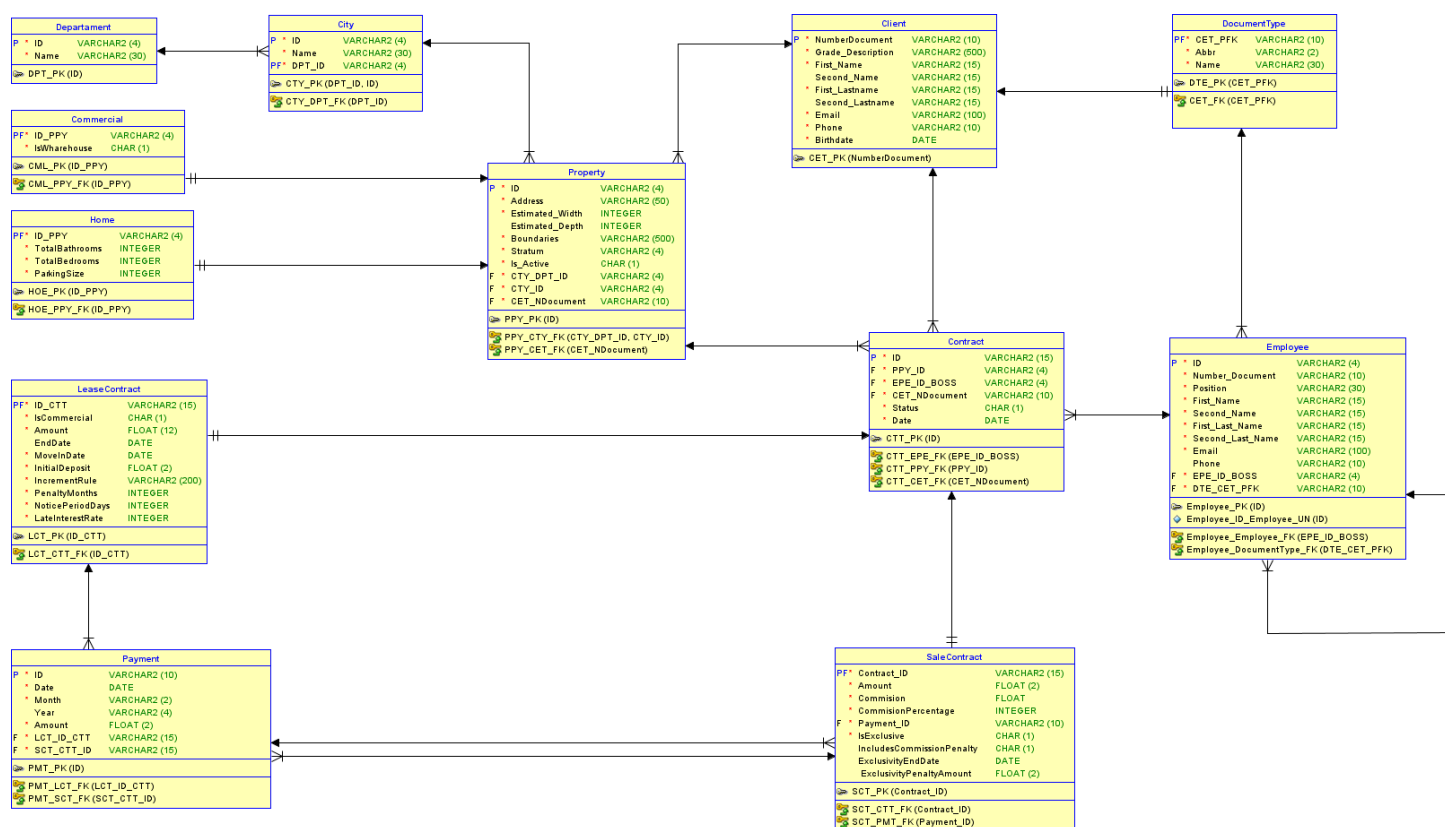 Departament
P * ID VARCHAR2 (4)
* Name VARCHAR2 (30)
DPT_PK (ID)
City
P * ID VARCHAR2 (4)
* Name VARCHAR2 (30)
PF* DPT_ID VARCHAR2 (4)
CTY_PK (DPT_ID, ID)
CTY_DPT_FK (DPT_ID)
Client
P * NumberDocument VARCHAR2 (10)
* Grade_Description VARCHAR2 (500)
* First_Name VARCHAR2 (15)
Second_Name VARCHAR2 (15)
* First_Lastname VARCHAR2 (15)
Second_Lastname VARCHAR2 (15)
* Email VARCHAR2 (100)
* Phone VARCHAR2 (10)
* Birthdate DATE
CET_PK (NumberDocument)
DocumentType
PF* CET_PFK VARCHAR2 (10)
* Abbr VARCHAR2 (2)
* Name VARCHAR2 (30)
DTE_PK (CET_PFK)
CET_FK (CET_PFK)
Commercial
PF* ID_PPY VARCHAR2 (4)
* IsWharehouse CHAR (1)
CML_PK (ID_PPY)
CML_PPY_FK (ID_PPY)
Home
PF* ID_PPY VARCHAR2 (4)
* TotalBathrooms INTEGER
* TotalBedrooms INTEGER
* ParkingSize INTEGER
HOE_PK (ID_PPY)
HOE_PPY_FK (ID_PPY)
Property
P * ID VARCHAR2 (4)
* Address VARCHAR2 (50)
* Estimated_Width INTEGER
Estimated_Depth INTEGER
* Boundaries VARCHAR2 (500)
* Stratum VARCHAR2 (4)
* Is_Active CHAR (1)
F * CTY_DPT_ID VARCHAR2 (4)
F * CTY_ID VARCHAR2 (4)
F * CET_NDocument VARCHAR2 (10)
PPY_PK (ID)
PPY_CTY_FK (CTY_DPT_ID, CTY_ID)
PPY_CET_FK (CET_NDocument)
Contract
P * ID VARCHAR2 (15)
F * PPY_ID VARCHAR2 (4)
F * EPE_ID_BOSS VARCHAR2 (4)
F * CET_NDocument VARCHAR2 (10)
* Status CHAR (1)
* Date DATE
CTT_PK (ID)
CTT_EPE_FK (EPE_ID_BOSS)
CTT_PPY_FK (PPY_ID)
CTT_CET_FK (CET_NDocument)
Employee
P * ID VARCHAR2 (4)
* Number_Document VARCHAR2 (10)
* Position VARCHAR2 (30)
* First_Name VARCHAR2 (15)
* Second_Name VARCHAR2 (15)
* First_Last_Name VARCHAR2 (15)
* Second_Last_Name VARCHAR2 (15)
* Email VARCHAR2 (100)
Phone VARCHAR2 (10)
F * EPE_ID_BOSS VARCHAR2 (4)
F * DTE_CET_PFK VARCHAR2 (10)
Employee_PK (ID)
Employee_ID_Employee_UN (ID)
Employee_Employee_FK (EPE_ID_BOSS)
Employee_DocumentType_FK (DTE_CET_PFK)
LeaseContract
PF* ID_CTT VARCHAR2 (15)
* IsCommercial CHAR (1)
* Amount FLOAT (12)
EndDate DATE
* MoveInDate DATE
* InitialDeposit FLOAT (2)
* IncrementRule VARCHAR2 (200)
* PenaltyMonths INTEGER
* NoticePeriodDays INTEGER
* LateInterestRate INTEGER
LCT_PK (ID_CTT)
LCT_CTT_FK (ID_CTT)
Payment
P * ID VARCHAR2 (10)
* Date DATE
* Month VARCHAR2 (2)
Year VARCHAR2 (4)
* Amount FLOAT (2)
F * LCT_ID_CTT VARCHAR2 (15)
F * SCT_CTT_ID VARCHAR2 (15)
PMT_PK (ID)
PMT_LCT_FK (LCT_ID_CTT)
PMT_SCT_FK (SCT_CTT_ID)
SaleContract
PF* Contract_ID VARCHAR2 (15)
* Amount FLOAT (2)
* Commision FLOAT
* CommisionPercentage INTEGER
F * Payment_ID VARCHAR2 (10)
* IsExclusive CHAR (1)
IncludesCommissionPenalty CHAR (1)
ExclusivityEndDate DATE
ExclusivityPenaltyAmount FLOAT (2)
SCT_PK (Contract_ID)
SCT_CTT_FK (Contract_ID)
SCT_PMT_FK (Payment_ID)